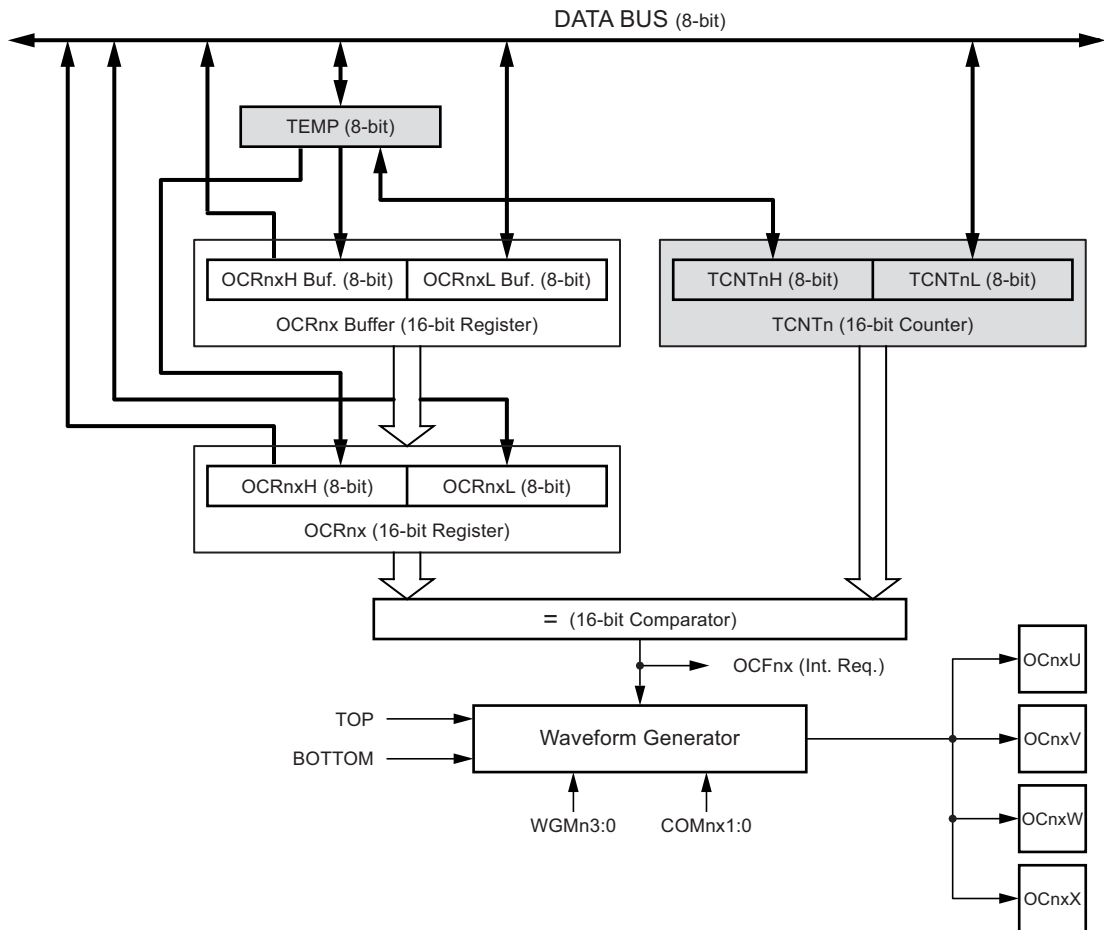 DATA BUS (8-bit)
TEMP (8-bit)
OCRnxH Buf. (8-bit)
OCRnxL Buf. (8-bit)
OCRnx Buffer (16-bit Register)
TCNTnH (8-bit)
TCNTnL (8-bit)
TCNTn (16-bit Counter)
OCRnxH (8-bit)
OCRnxL (8-bit)
OCRnx (16-bit Register)
= (16-bit Comparator)
OCFnx (Int. Req.)
TOP
BOTTOM
Waveform Generator
WGMn3:0
COMnx1:0
OCnxU
OCnxV
OCnxW
OCnxX